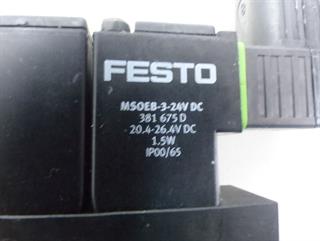 FESTO
MSOEB-3-24V DC
381 675 D
20.4-26.4V DC
1.5W
IP00/65